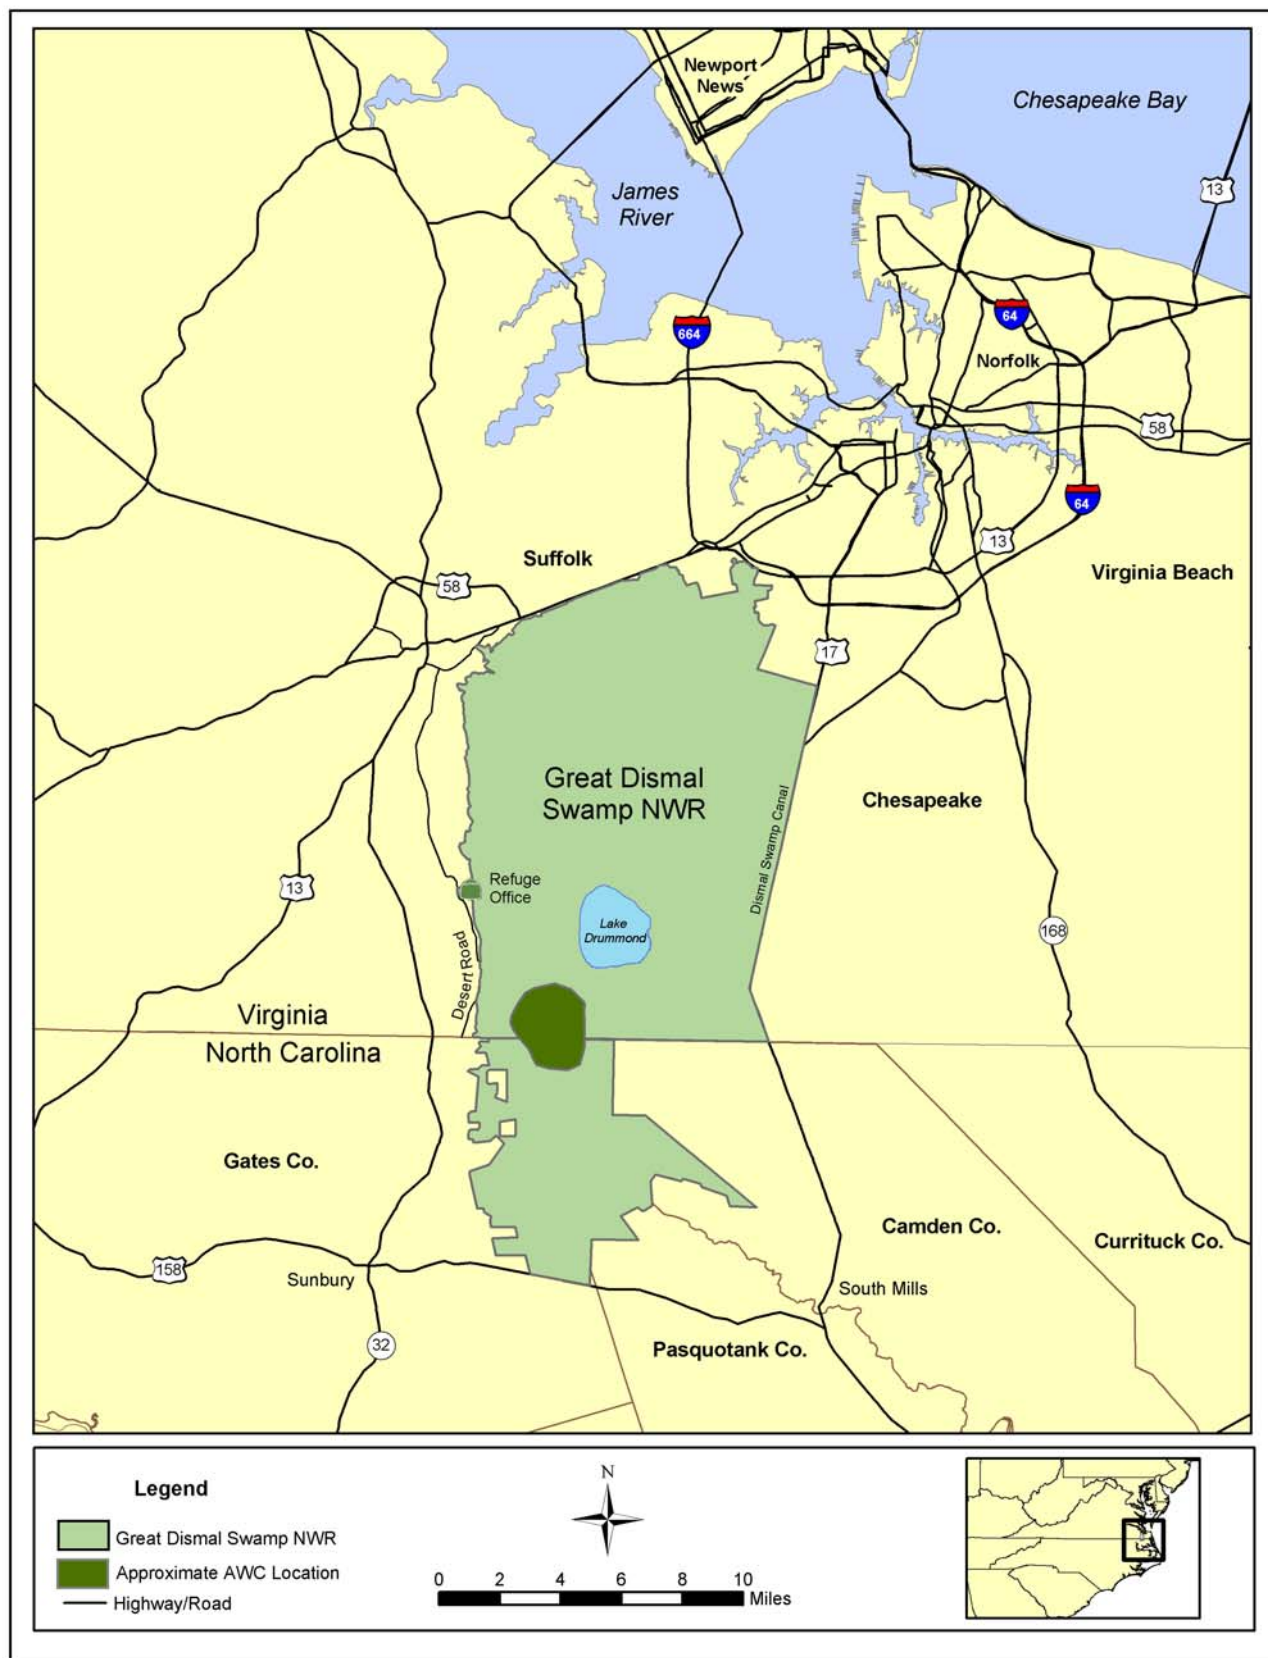 Newport
News
Chesapeake Bay
James
River
13
664
64
Norfolk
58
64
13
Suffolk
Virginia Beach
58
17
Great Dismal
Swamp NWR
Chesapeake
Dismal Swamp Canal
13
Refuge
Office
Lake
Drummond
168
Desert Road
Virginia
North Carolina
Gates Co.
Camden Co.
Currituck Co.
158
Sunbury
South Mills
32
Pasquotank Co.
Legend
Great Dismal Swamp NWR
Approximate AWC Location
Highway/Road
N
0 2 4 6 8 10
Miles